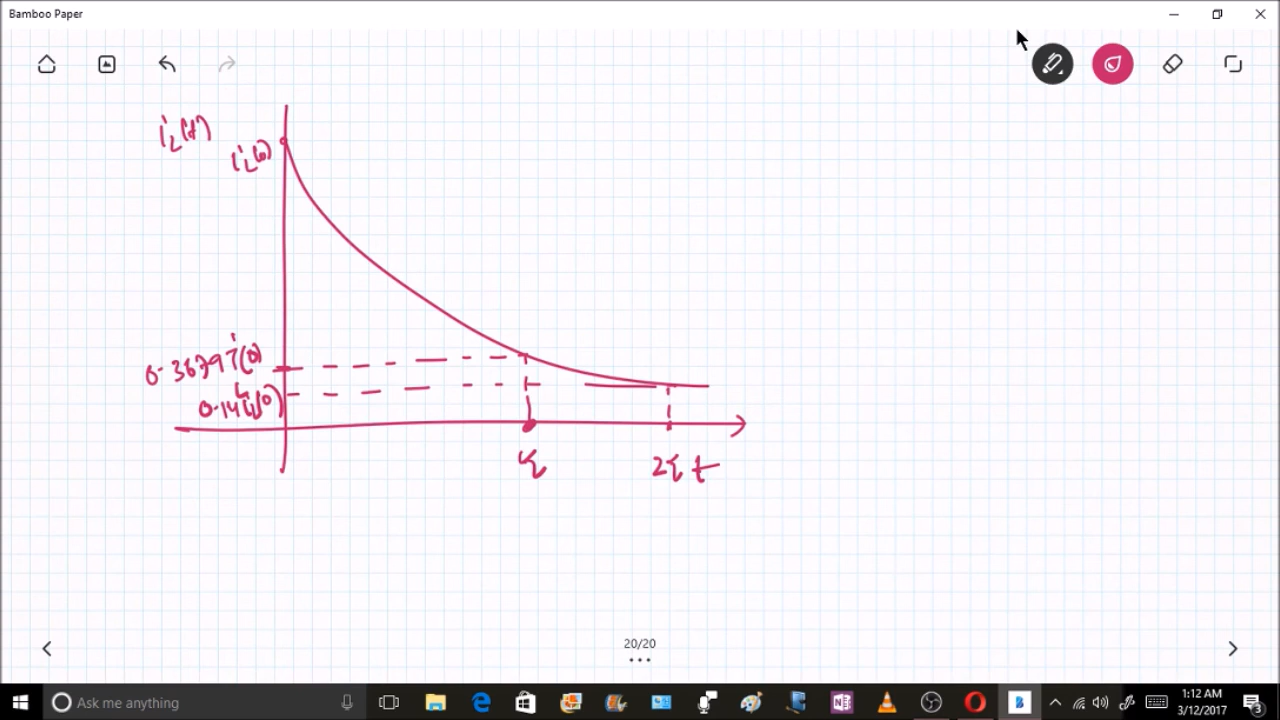 Bamboo Paper
i_L(t)
i_L(0)
0.3679 i_L(0)
0.14 i_L(0)
τ
2τ t
20/20
Ask me anything
1:12 AM
3/12/2017
3